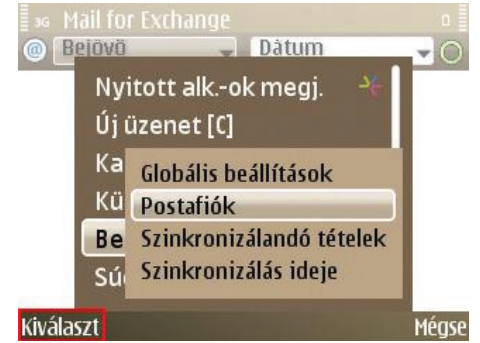 3G Mail for Exchange
@ Bejövő Dátum
Nyitott alk.-ok megj.
Új üzenet [C]
Ka
Globális beállítások
Kü
Postafiók
Be
Szinkronizálandó tételek
Sú
Szinkronizálás ideje
Kiválaszt Mégse